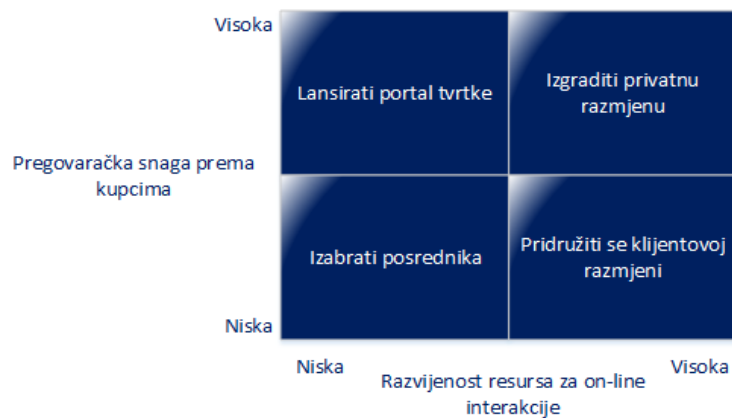 Visoka
Lansirati portal tvrtke
Izgraditi privatnu
razmjenu
Pregovaračka snaga prema
kupcima
Izabrati posrednika
Pridružiti se klijentovoj
razmjeni
Niska
Niska
Visoka
Razvijenost resursa za on-line
interakcije